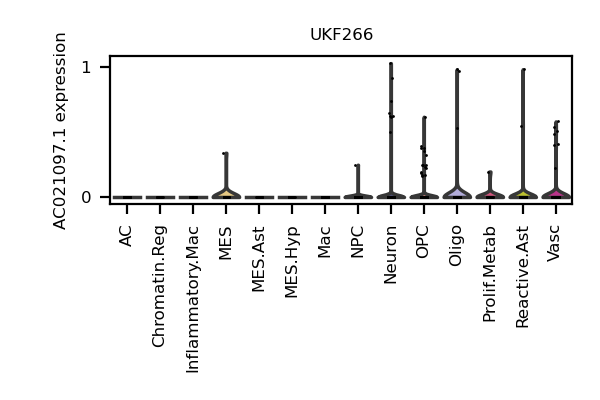 UKF266
AC021097.1 expression
1
0
AC
Chromatin.Reg
Inflammatory.Mac
MES
MES.Ast
MES.Hyp
Mac
NPC
Neuron
OPC
Oligo
Prolif.Metab
Reactive.Ast
Vasc